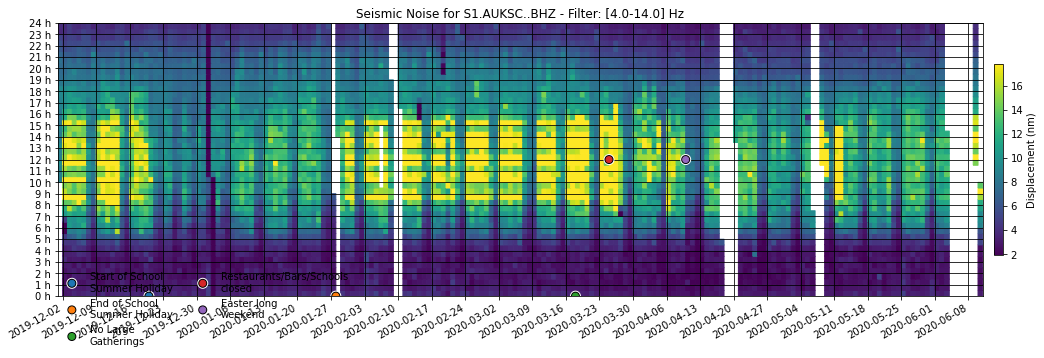 Seismic Noise for S1.AUKSC..BHZ - Filter: [4.0-14.0] Hz
24 h
23 h
22 h
21 h
20 h
19 h
18 h
17 h
16 h
15 h
14 h
13 h
12 h
11 h
10 h
9 h
8 h
7 h
6 h
5 h
4 h
3 h
2 h
1 h
0 h
16
14
12
10
8
6
4
2
Displacement (nm)
Start of School
Summer Holiday
End of School
Summer Holiday
No Large
Gatherings
Restaurants/Bars/Schools
closed
Easter long
weekend
2019-12-02
2019-12-30
2020-01-20
2020-01-27
2020-02-03
2020-02-10
2020-02-17
2020-02-24
2020-03-02
2020-03-09
2020-03-16
2020-03-23
2020-03-30
2020-04-06
2020-04-13
2020-04-20
2020-04-27
2020-05-04
2020-05-11
2020-05-18
2020-05-25
2020-06-01
2020-06-08